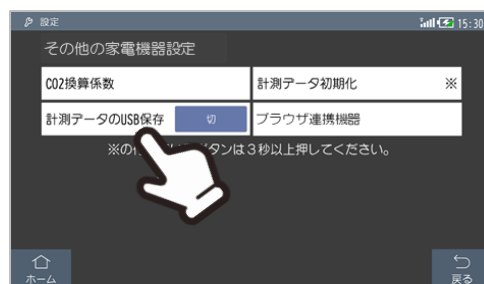 設定 15:30
その他の家電機器設定
CO2換算係数 計測データ初期化 ※
計測データのUSB保存 切 ブラウザ連携機器
※の タンは3秒以上押してください。
ホーム 戻る